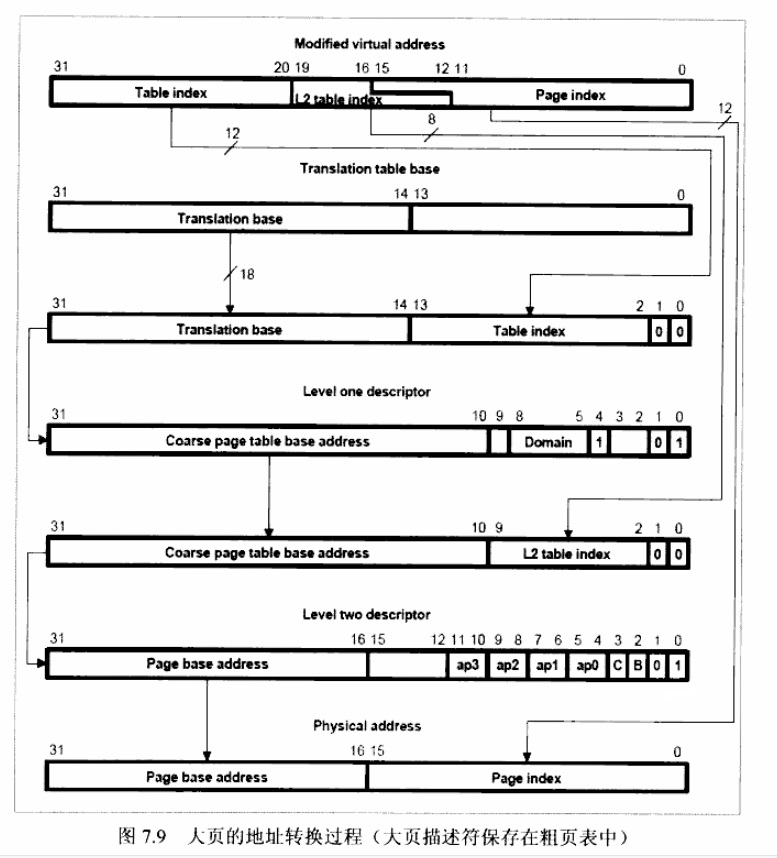 Modified virtual address
31 20 19 16 15 12 11 0
Table index L2 table index Page index
12 8 12
Translation table base
31 14 13 0
Translation base
18
31 14 13 2 1 0
Translation base Table index 0 0
Level one descriptor
31 10 9 8 5 4 3 2 1 0
Coarse page table base address Domain 1 0 1
31 10 9 2 1 0
Coarse page table base address L2 table index 0 0
Level two descriptor
31 16 15 12 11 10 9 8 7 6 5 4 3 2 1 0
Page base address ap3 ap2 ap1 ap0 C B 0 1
Physical address
31 16 15 0
Page base address Page index
图 7.9 大页的地址转换过程（大页描述符保存在粗页表中）